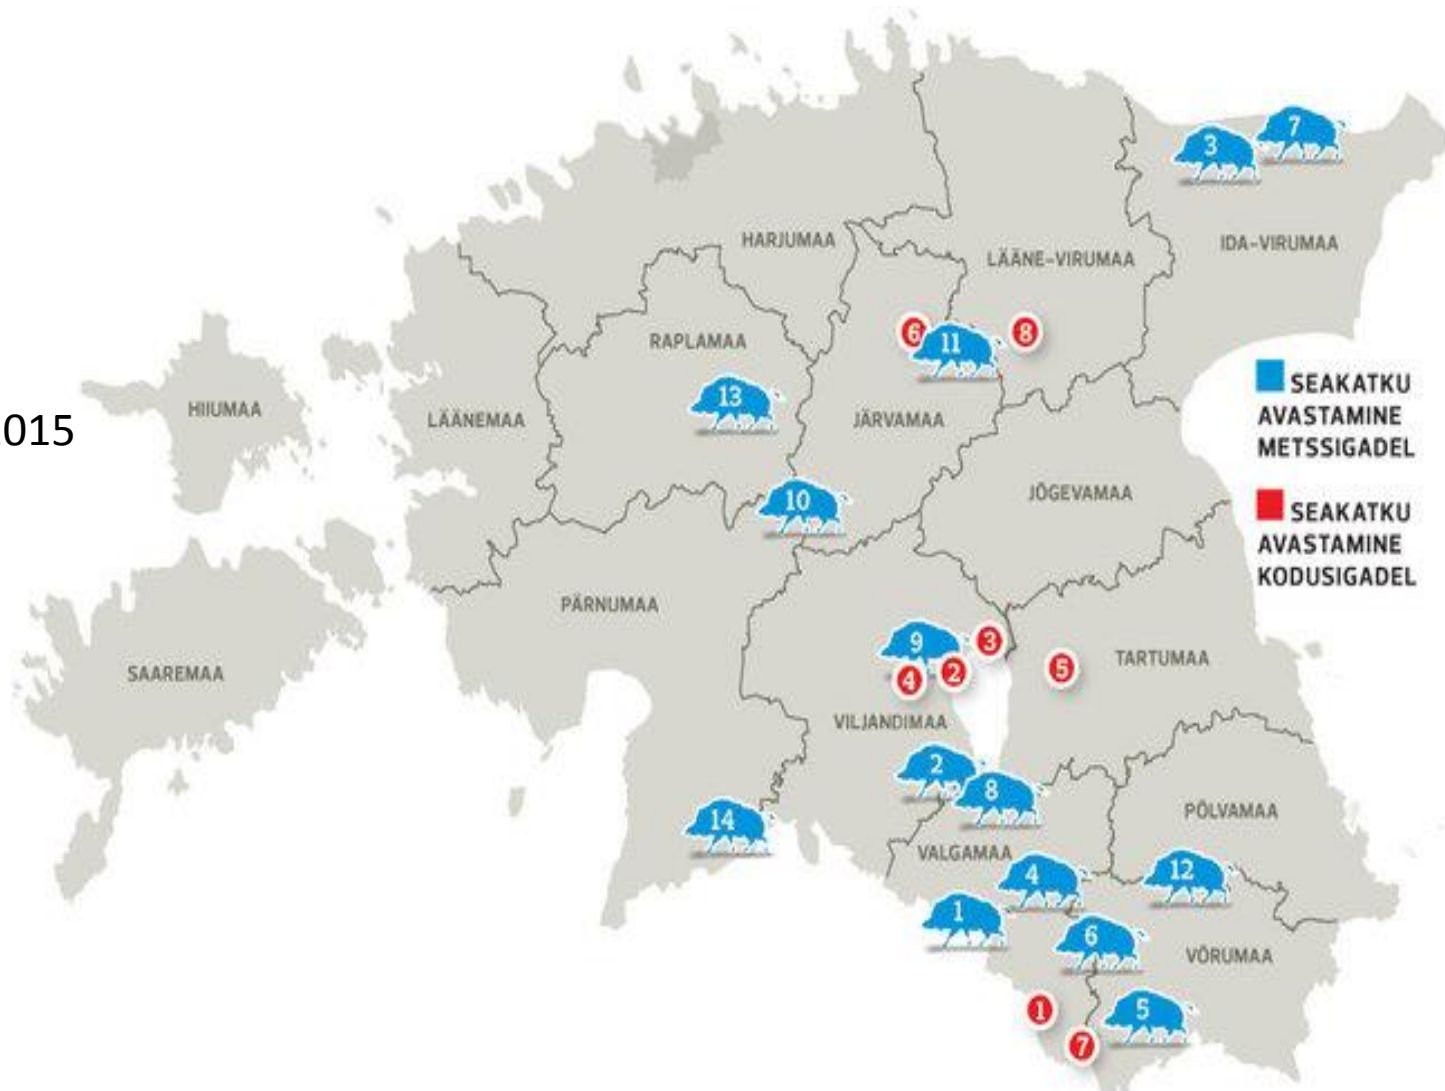 3
7
HARJUMAA
LÄÄNE-VIRUMAA
IDA-VIRUMAA
6
11
8
RAPLAMAA
13
HIIUMAA
LÄÄNEMAA
JÄRVAMAA
015
SEAKATKU
AVASTAMINE
METSSIGADEL
10
JÕGEVAMAA
SEAKATKU
AVASTAMINE
KODUSIGADEL
PÄRNUMAA
9
3
4
2
5
TARTUMAA
SAAREMAA
VILJANDIMAA
2
8
14
PÕLVAMAA
VALGAMAA
4
12
1
6
VÕRUMAA
1
5
7